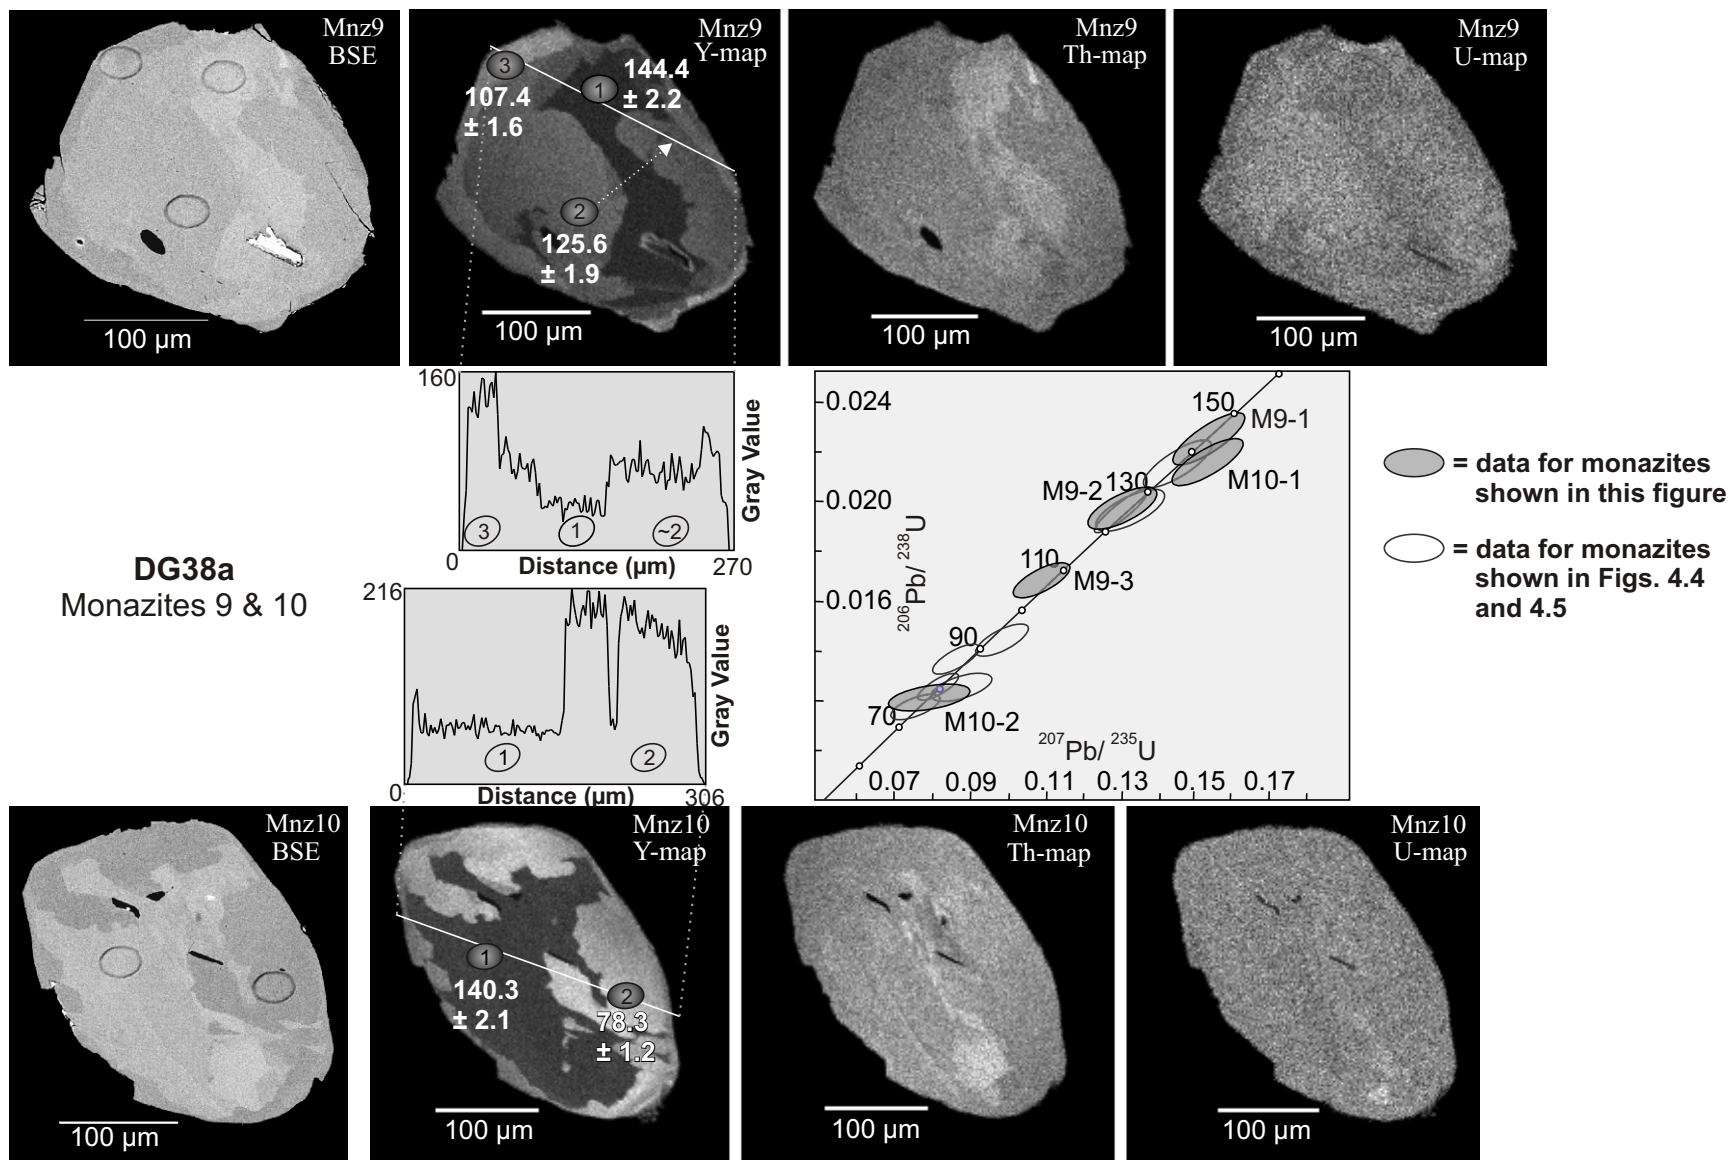 Mnz9
BSE
Mnz9
Y-map
3
1
144.4
± 2.2
107.4
± 1.6
2
125.6
± 1.9
100 µm
100 µm
Mnz9
Th-map
100 µm
Mnz9
U-map
100 µm
DG38a
Monazites 9 & 10
160
Gray Value
3
1
~2
0
Distance (µm)
270
216
Gray Value
1
2
0
Distance (µm)
306
0.024
0.020
0.016
206Pb/ 238U
150
M9-1
M10-1
M9-2
130
110
M9-3
90
70
M10-2
207Pb/ 235U
0.07
0.09
0.11
0.13
0.15
0.17
= data for monazites
shown in this figure
= data for monazites
shown in Figs. 4.4
and 4.5
Mnz10
BSE
100 µm
Mnz10
Y-map
1
140.3
± 2.1
2
78.3
± 1.2
100 µm
Mnz10
Th-map
100 µm
Mnz10
U-map
100 µm